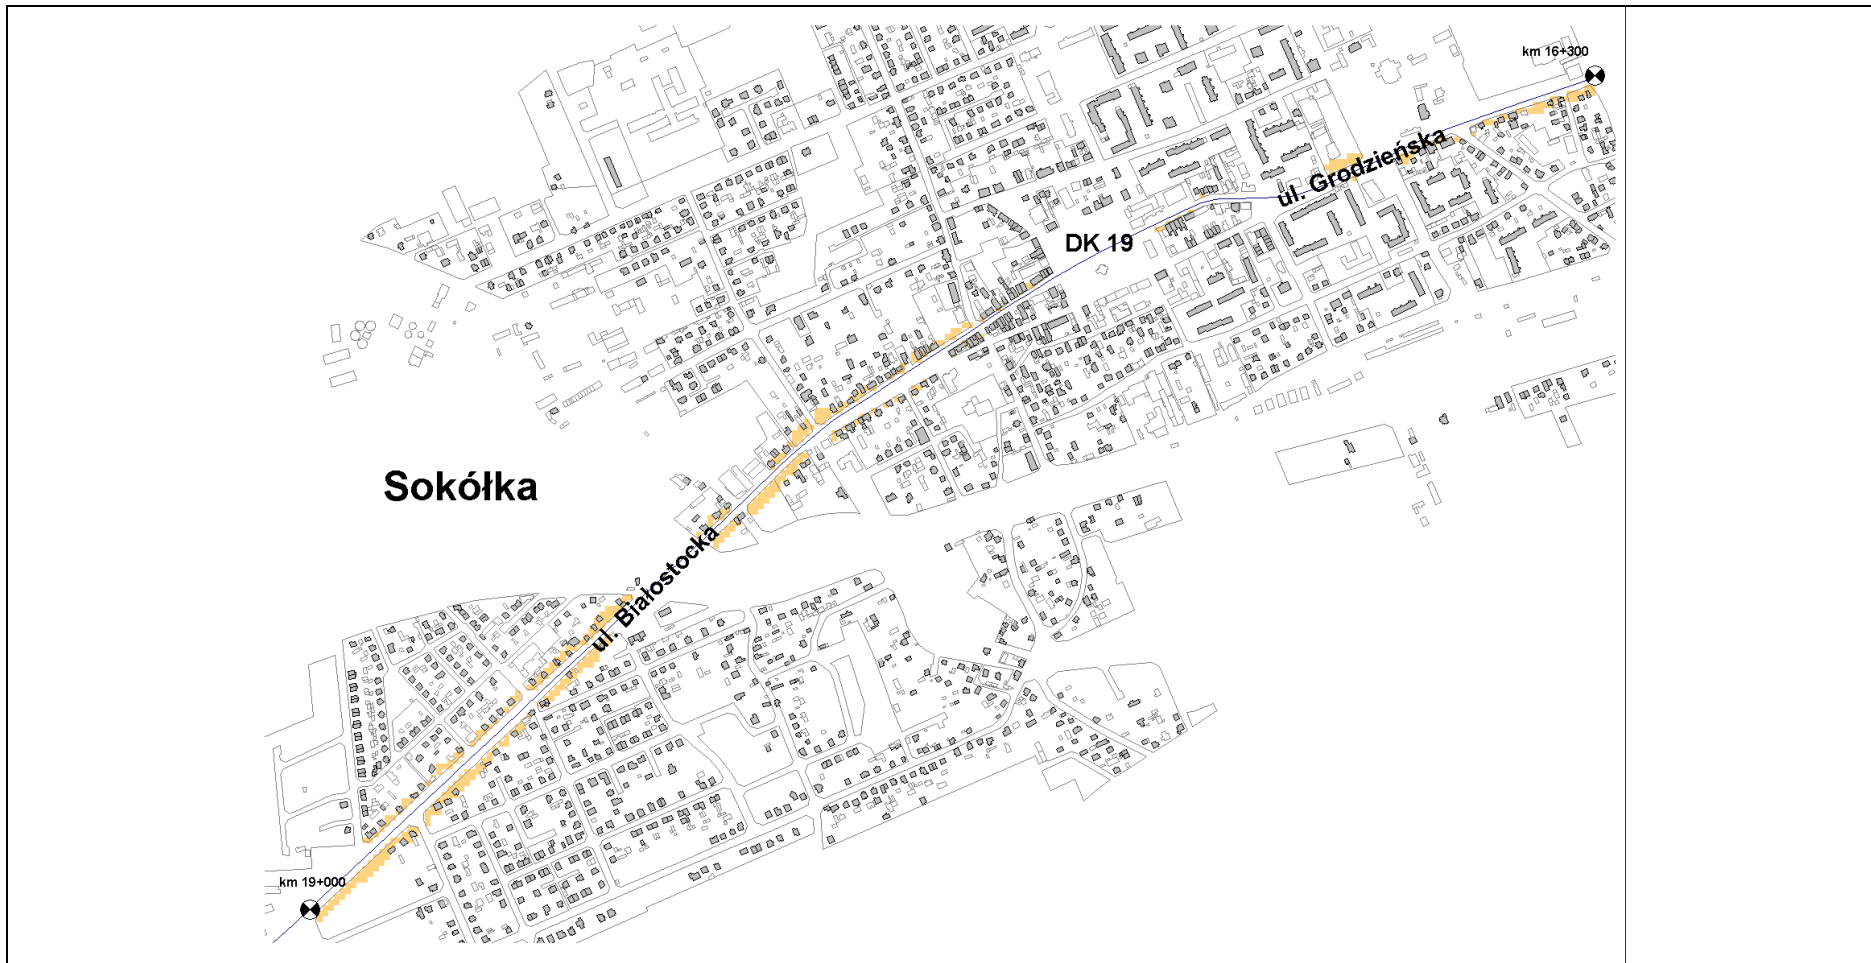 km 16+300
ul. Grodzieńska
DK 19
Sokółka
ul. Białostocka
km 19+000